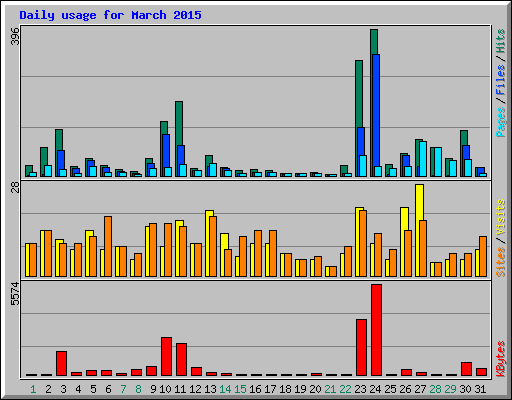 Daily usage for March 2015
396
Pages / Files / Hits
28
Sites / Visits
5574
KBytes
1 2 3 4 5 6 7 8 9 10 11 12 13 14 15 16 17 18 19 20 21 22 23 24 25 26 27 28 29 30 31